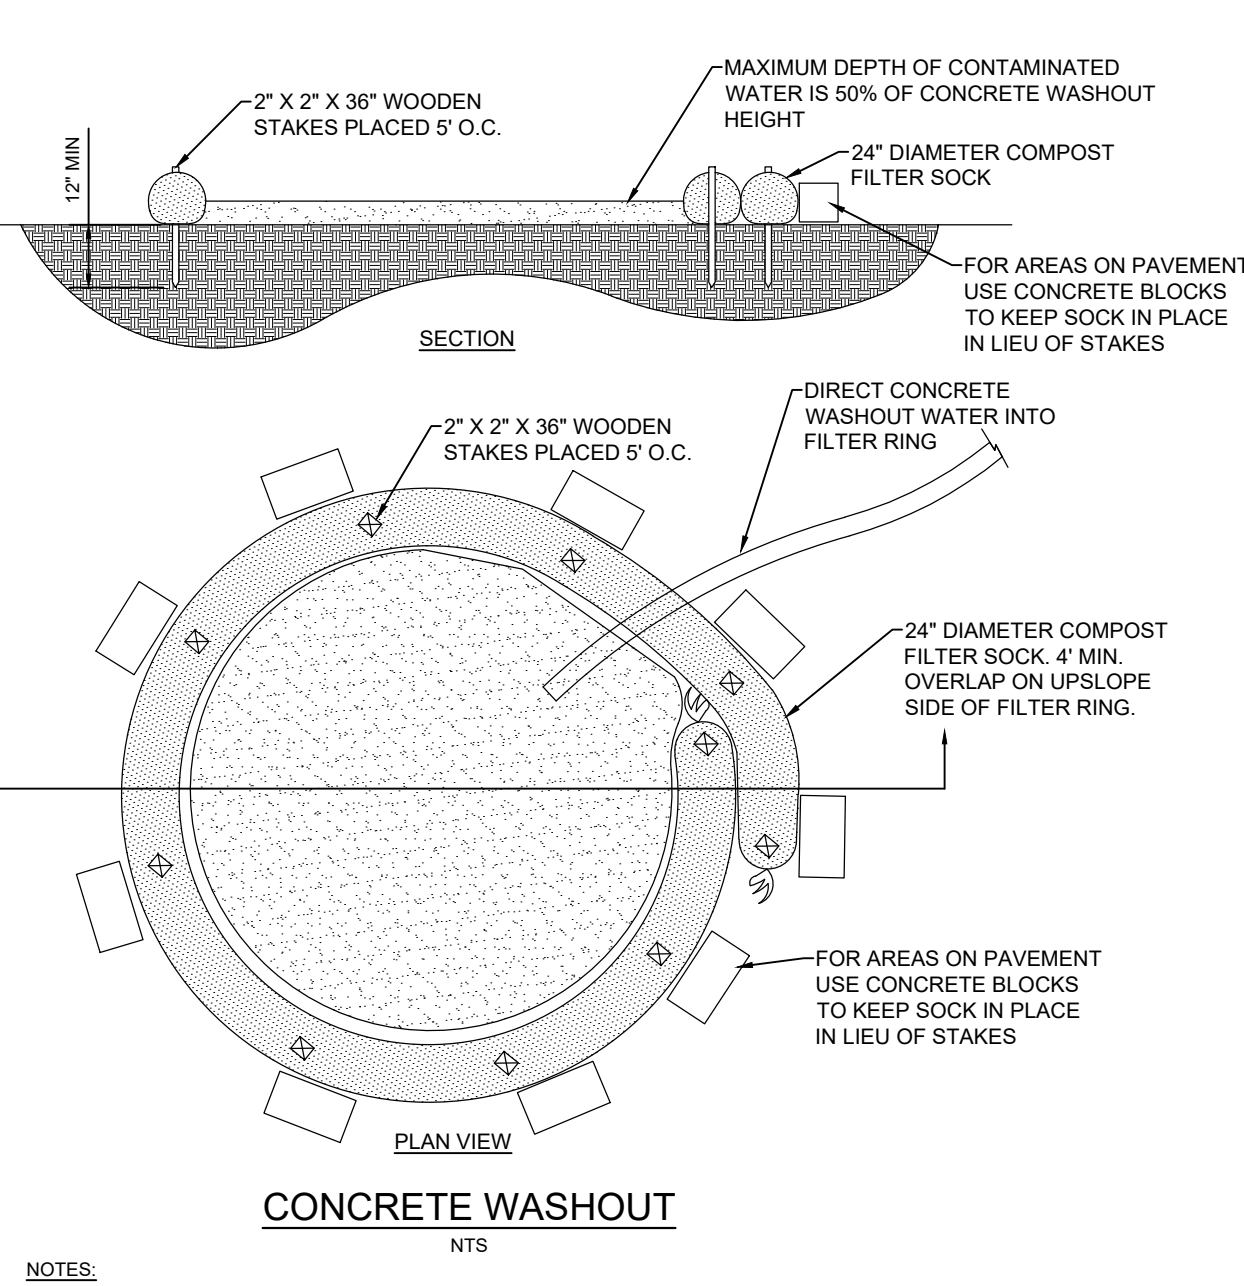 MAXIMUM DEPTH OF CONTAMINATED
WATER IS 50% OF CONCRETE WASHOUT
HEIGHT
2" X 2" X 36" WOODEN
STAKES PLACED 5' O.C.
12" MIN
24" DIAMETER COMPOST
FILTER SOCK
FOR AREAS ON PAVEMENT
USE CONCRETE BLOCKS
TO KEEP SOCK IN PLACE
IN LIEU OF STAKES
SECTION
DIRECT CONCRETE
WASHOUT WATER INTO
FILTER RING
2" X 2" X 36" WOODEN
STAKES PLACED 5' O.C.
24" DIAMETER COMPOST
FILTER SOCK. 4' MIN.
OVERLAP ON UPSLOPE
SIDE OF FILTER RING.
FOR AREAS ON PAVEMENT
USE CONCRETE BLOCKS
TO KEEP SOCK IN PLACE
IN LIEU OF STAKES
PLAN VIEW
CONCRETE WASHOUT
NTS
NOTES: